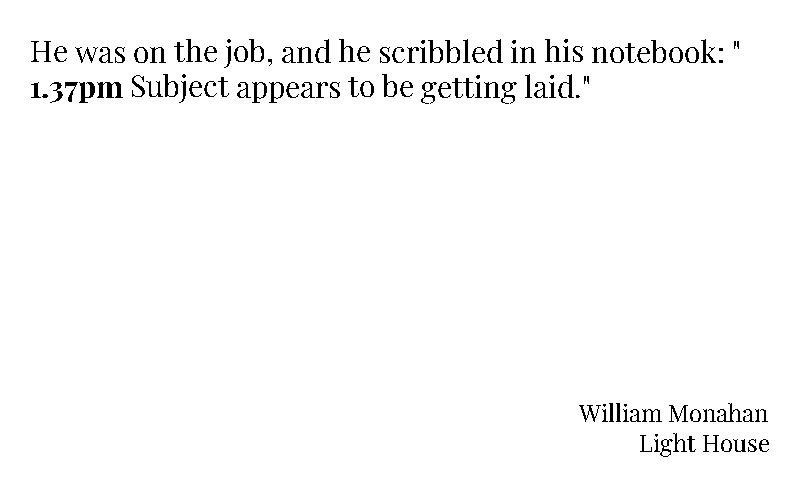 He was on the job, and he scribbled in his notebook: "
1.37pm Subject appears to be getting laid."
William Monahan
Light House